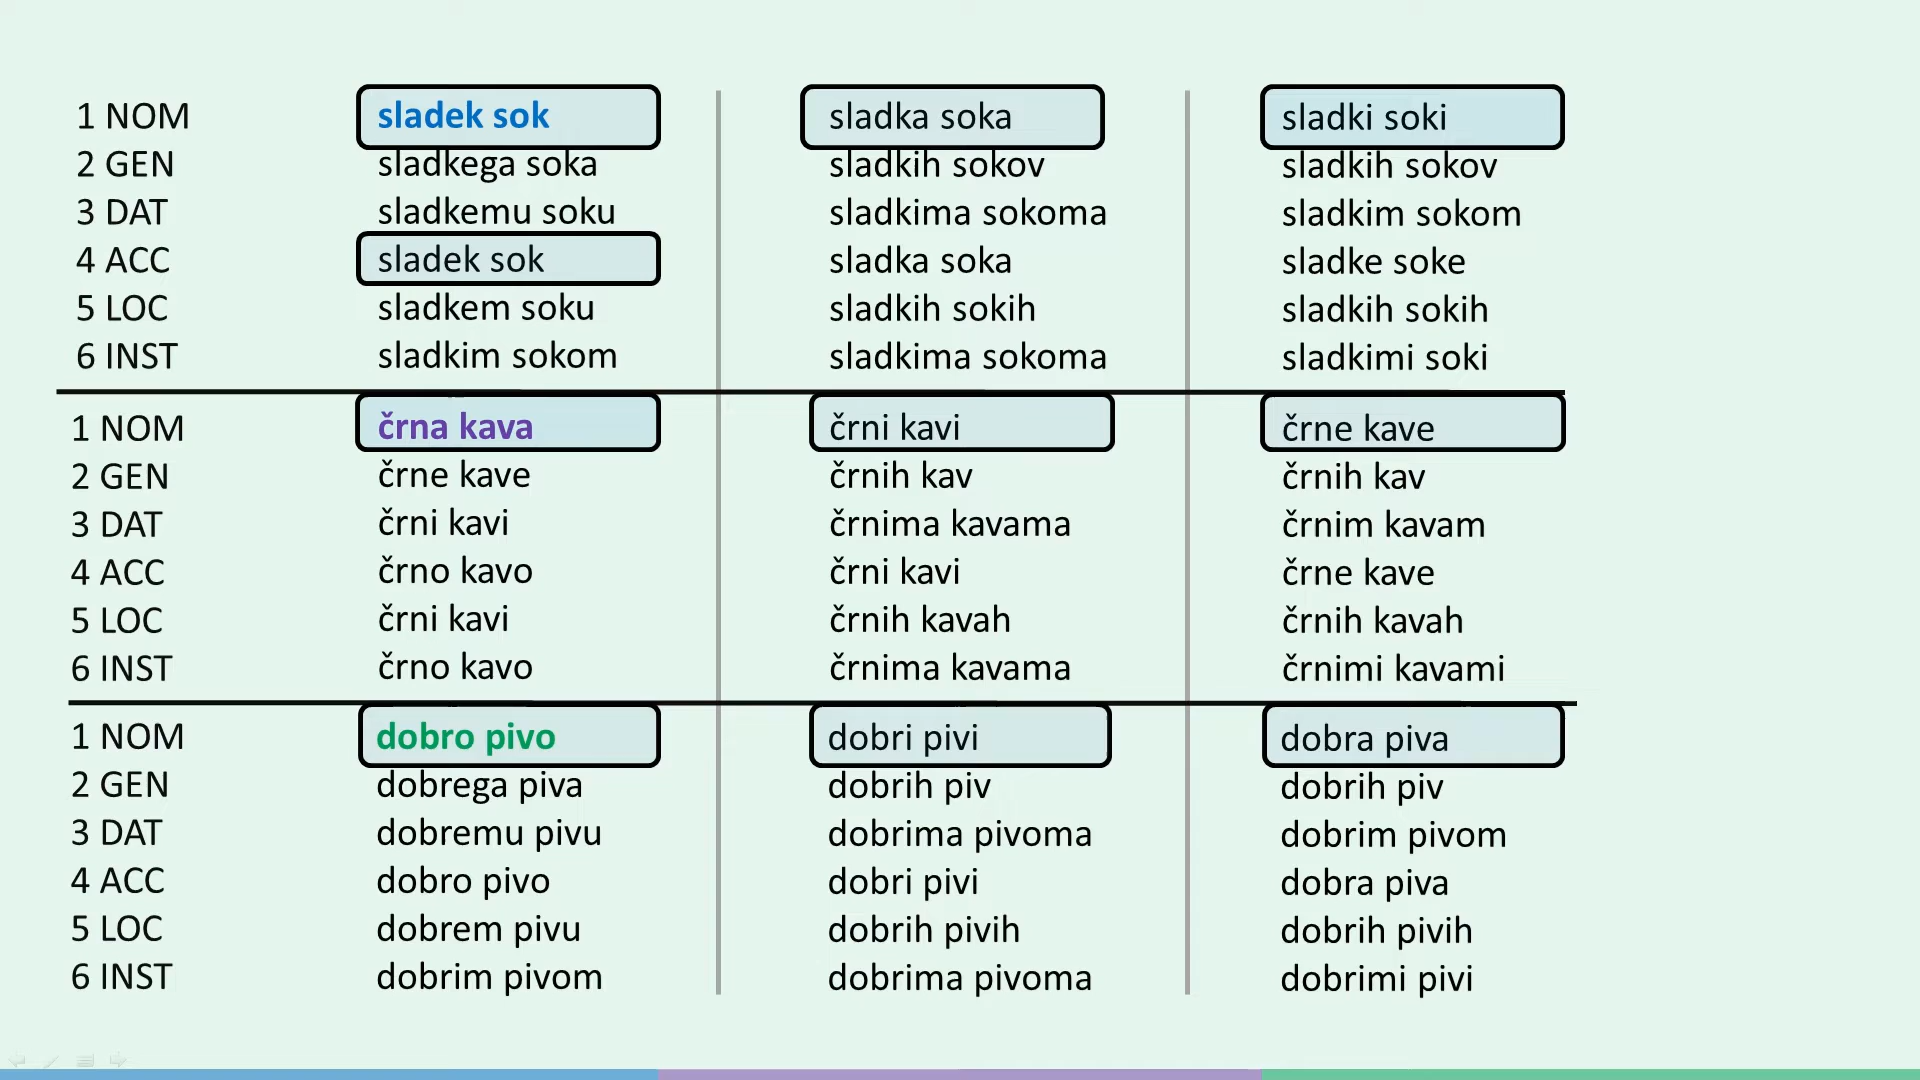 1 NOM sladek sok sladka soka sladki soki
2 GEN sladkega soka sladkih sokov sladkih sokov
3 DAT sladkemu soku sladkima sokoma sladkim sokom
4 ACC sladek sok sladka soka sladke soke
5 LOC sladkem soku sladkih sokih sladkih sokih
6 INST sladkim sokom sladkima sokoma sladkimi soki
1 NOM črna kava črni kavi črne kave
2 GEN črne kave črnih kav črnih kav
3 DAT črni kavi črnima kavama črnim kavam
4 ACC črno kavo črni kavi črne kave
5 LOC črni kavi črnih kavah črnih kavah
6 INST črno kavo črnima kavama črnimi kavami
1 NOM dobro pivo dobri pivi dobra piva
2 GEN dobrega piva dobrih piv dobrih piv
3 DAT dobremu pivu dobrima pivoma dobrim pivom
4 ACC dobro pivo dobri pivi dobra piva
5 LOC dobrem pivu dobrih pivih dobrih pivih
6 INST dobrim pivom dobrima pivoma dobrimi pivi